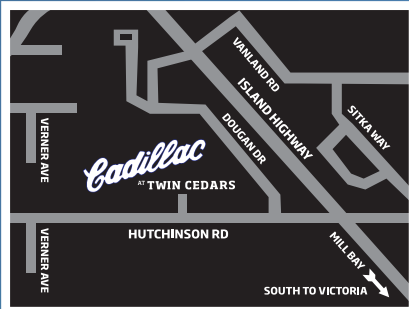 VANLAND RD
ISLAND HIGHWAY
SITKA WAY
DOUGAN DR
VERNER AVE
Cadillac
AT TWIN CEDARS
HUTCHINSON RD
VERNER AVE
MILL BAY
SOUTH TO VICTORIA